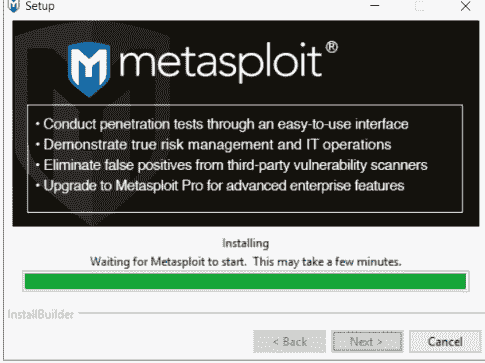 Setup
metasploit®
• Conduct penetration tests through an easy-to-use interface
• Demonstrate true risk management and IT operations
• Eliminate false positives from third-party vulnerability scanners
• Upgrade to Metasploit Pro for advanced enterprise features
Installing
Waiting for Metasploit to start. This may take a few minutes.
InstallBuilder
< Back Next > Cancel